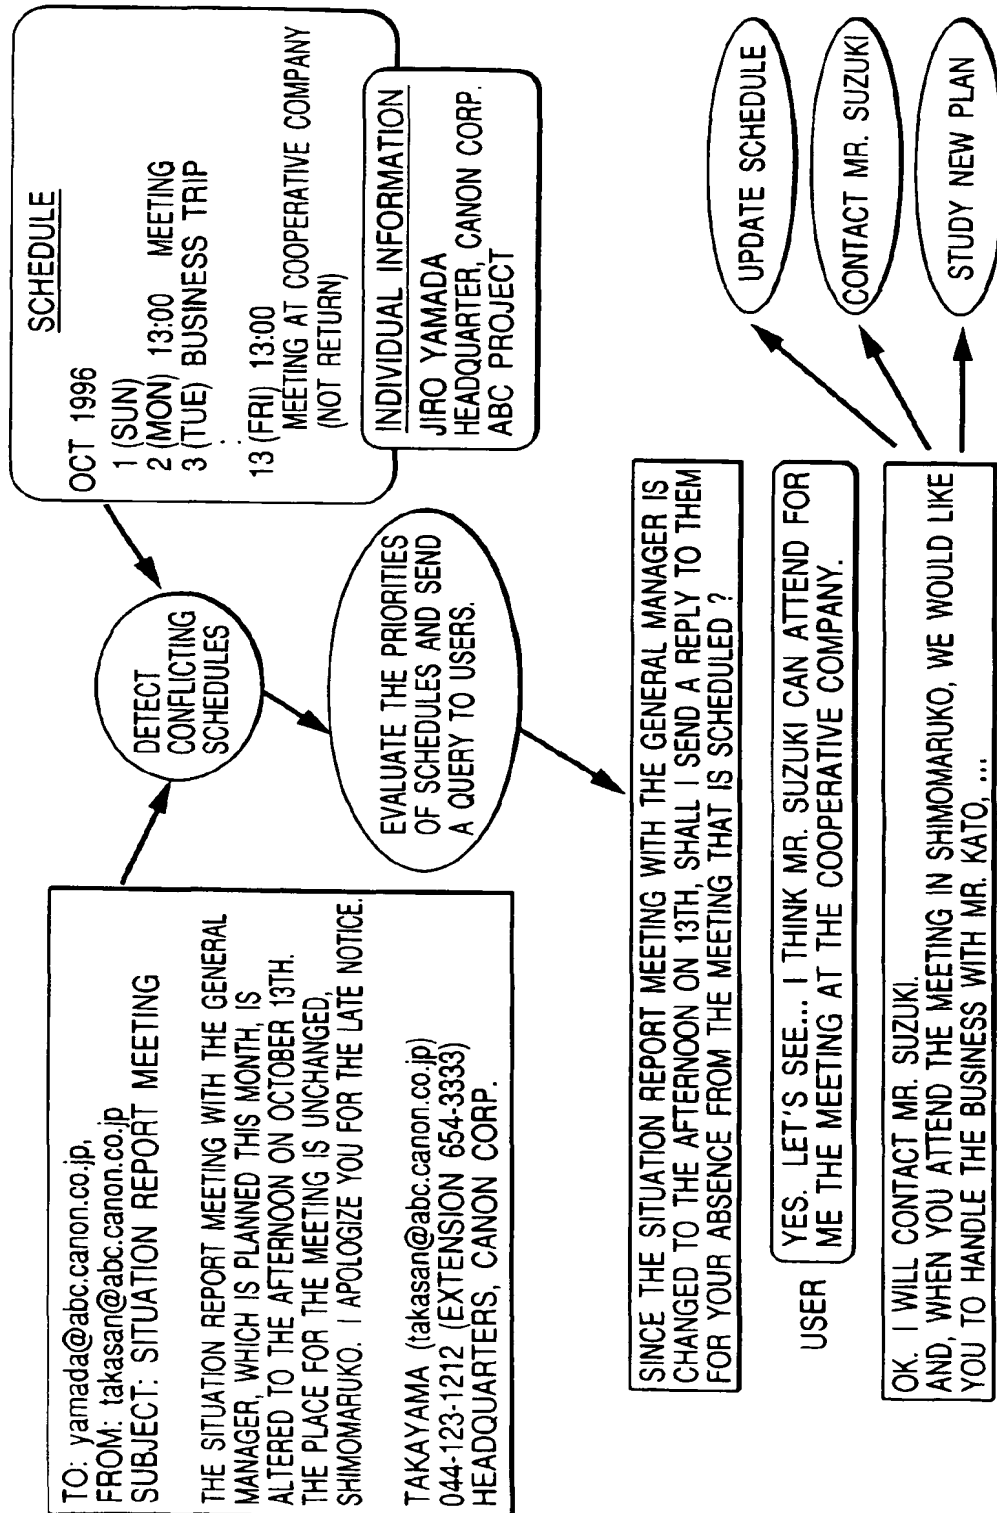 TO: yamada@abc.canon.co.jp,
FROM: takasan@abc.canon.co.jp
SUBJECT: SITUATION REPORT MEETING
THE SITUATION REPORT MEETING WITH THE GENERAL
MANAGER, WHICH IS PLANNED THIS MONTH, IS
ALTERED TO THE AFTERNOON ON OCTOBER 13TH.
THE PLACE FOR THE MEETING IS UNCHANGED,
SHIMOMARUKO. I APOLOGIZE YOU FOR THE LATE NOTICE.
TAKAYAMA (takasan@abc.canon.co.jp)
044-123-1212 (EXTENSION 654-3333)
HEADQUARTERS, CANON CORP.
DETECT
CONFLICTING
SCHEDULES
SCHEDULE
OCT 1996
1 (SUN)
2 (MON) 13:00 MEETING
3 (TUE) BUSINESS TRIP
:
13 (FRI) 13:00
MEETING AT COOPERATIVE COMPANY
(NOT RETURN)
INDIVIDUAL INFORMATION
JIRO YAMADA
HEADQUARTER, CANON CORP.
ABC PROJECT
EVALUATE THE PRIORITIES
OF SCHEDULES AND SEND
A QUERY TO USERS.
SINCE THE SITUATION REPORT MEETING WITH THE GENERAL MANAGER IS
CHANGED TO THE AFTERNOON ON 13TH, SHALL I SEND A REPLY TO THEM
FOR YOUR ABSENCE FROM THE MEETING THAT IS SCHEDULED ?
USER
YES. LET'S SEE... I THINK MR. SUZUKI CAN ATTEND FOR
ME THE MEETING AT THE COOPERATIVE COMPANY.
OK. I WILL CONTACT MR. SUZUKI.
AND, WHEN YOU ATTEND THE MEETING IN SHIMOMARUKO, WE WOULD LIKE
YOU TO HANDLE THE BUSINESS WITH MR. KATO, ...
UPDATE SCHEDULE
CONTACT MR. SUZUKI
STUDY NEW PLAN